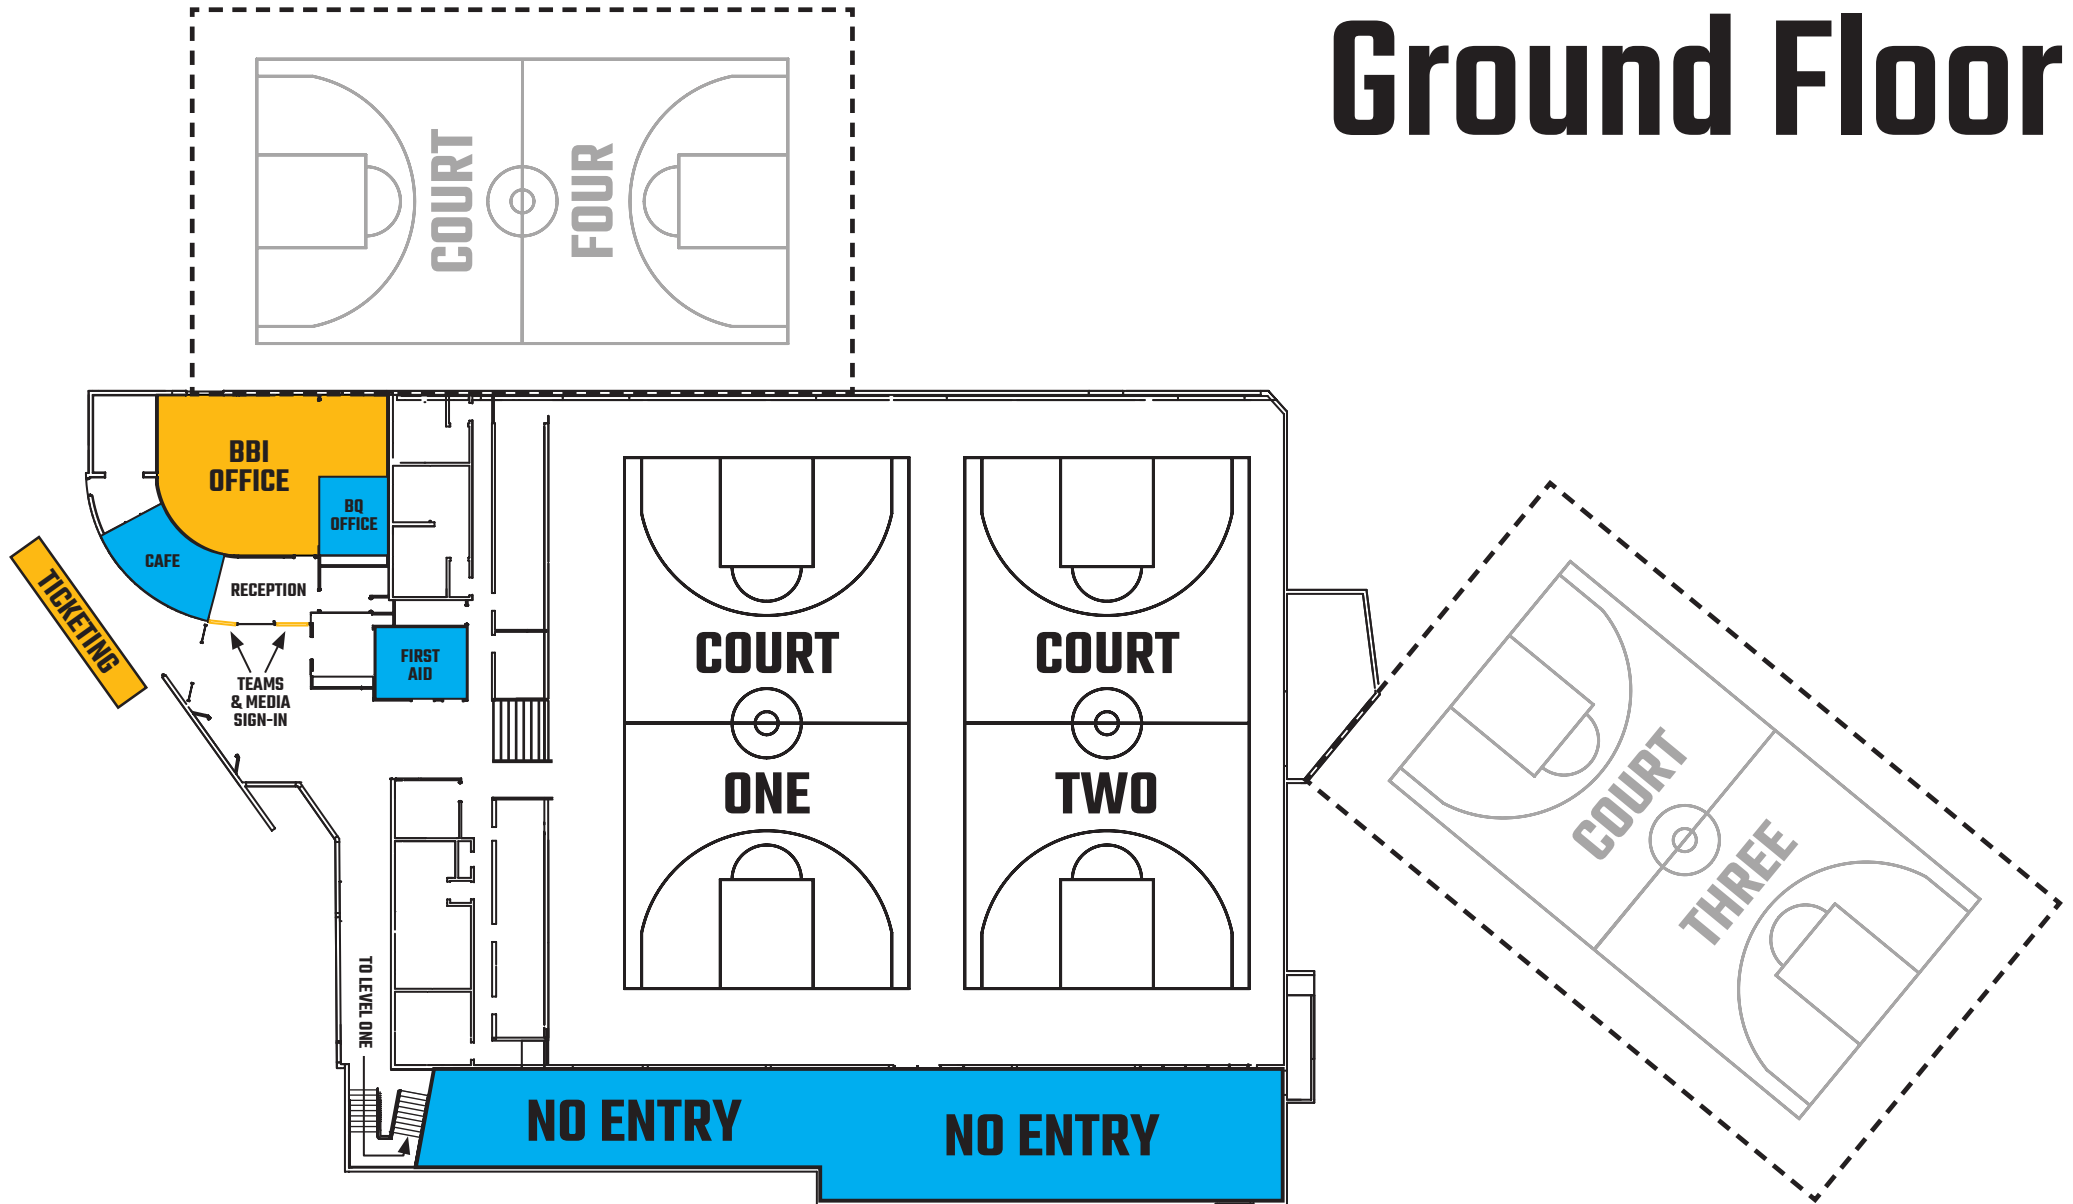 Ground Floor
COURT
FOUR
BBI
OFFICE
BQ
OFFICE
CAFE
TICKETING
RECEPTION
TEAMS
& MEDIA
SIGN-IN
FIRST
AID
COURT
ONE
COURT
TWO
COURT
THREE
TO LEVEL ONE
NO ENTRY
NO ENTRY